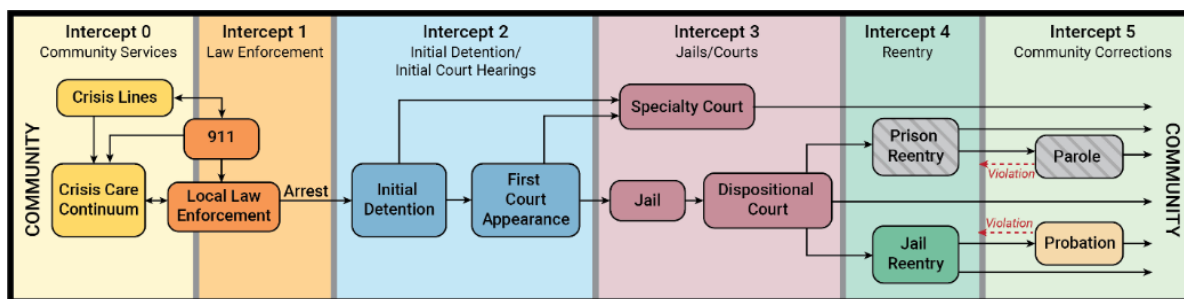 Intercept 0
Community Services
Intercept 1
Law Enforcement
Intercept 2
Initial Detention/
Initial Court Hearings
Intercept 3
Jails/Courts
Intercept 4
Reentry
Intercept 5
Community Corrections
COMMUNITY
Crisis Lines
911
Crisis Care
Continuum
Local Law
Enforcement
Arrest
Initial
Detention
First
Court
Appearance
Specialty Court
Jail
Dispositional
Court
Prison
Reentry
Violation
Parole
Jail
Reentry
Violation
Probation
COMMUNITY